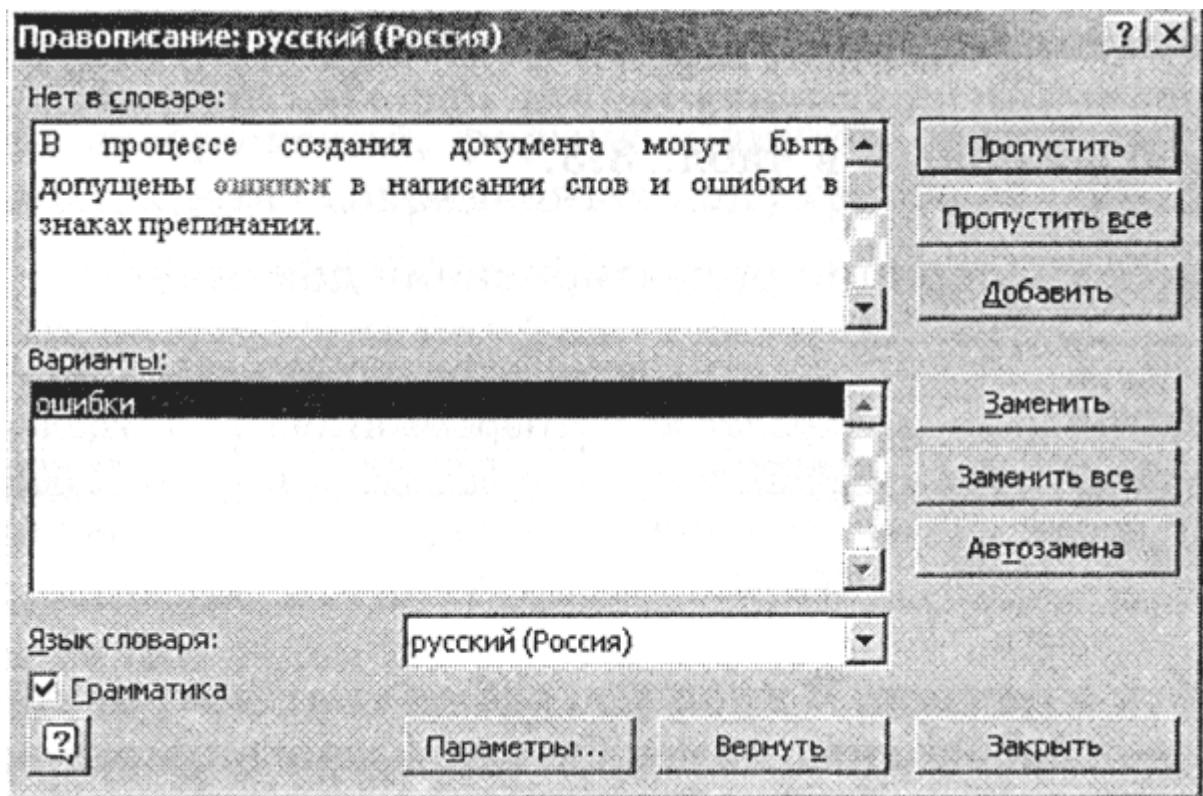 Правописание: русский (Россия)
Нет в словаре:
В процессе создания документа могут быть
допущены в написании слов и ошибки в
знаках препинания.
Пропустить
Пропустить все
Добавить
Варианты:
ошибки
Заменить
Заменить все
Автозамена
Язык словаря:
русский (Россия)
Грамматика
Параметры...
Вернуть
Закрыть